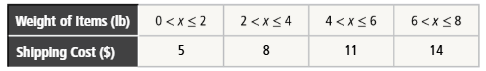 Weight of Items (lb) 0 < x ≤ 2 2 < x ≤ 4 4 < x ≤ 6 6 < x ≤ 8
Shipping Cost ($) 5 8 11 14